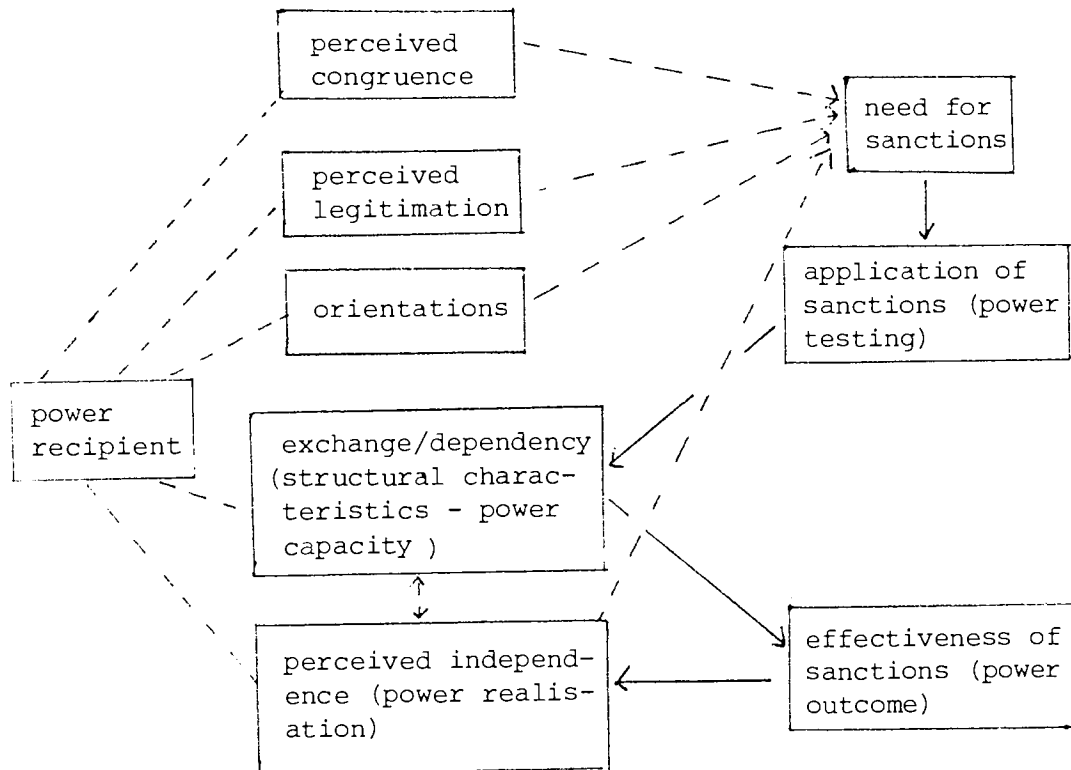 perceived
congruence
need for
sanctions
perceived
legitimation
application of
sanctions (power
testing)
orientations
power
recipient
exchange/dependency
(structural charac-
teristics - power
capacity )
perceived independ-
ence (power realis-
ation)
effectiveness of
sanctions (power
outcome)